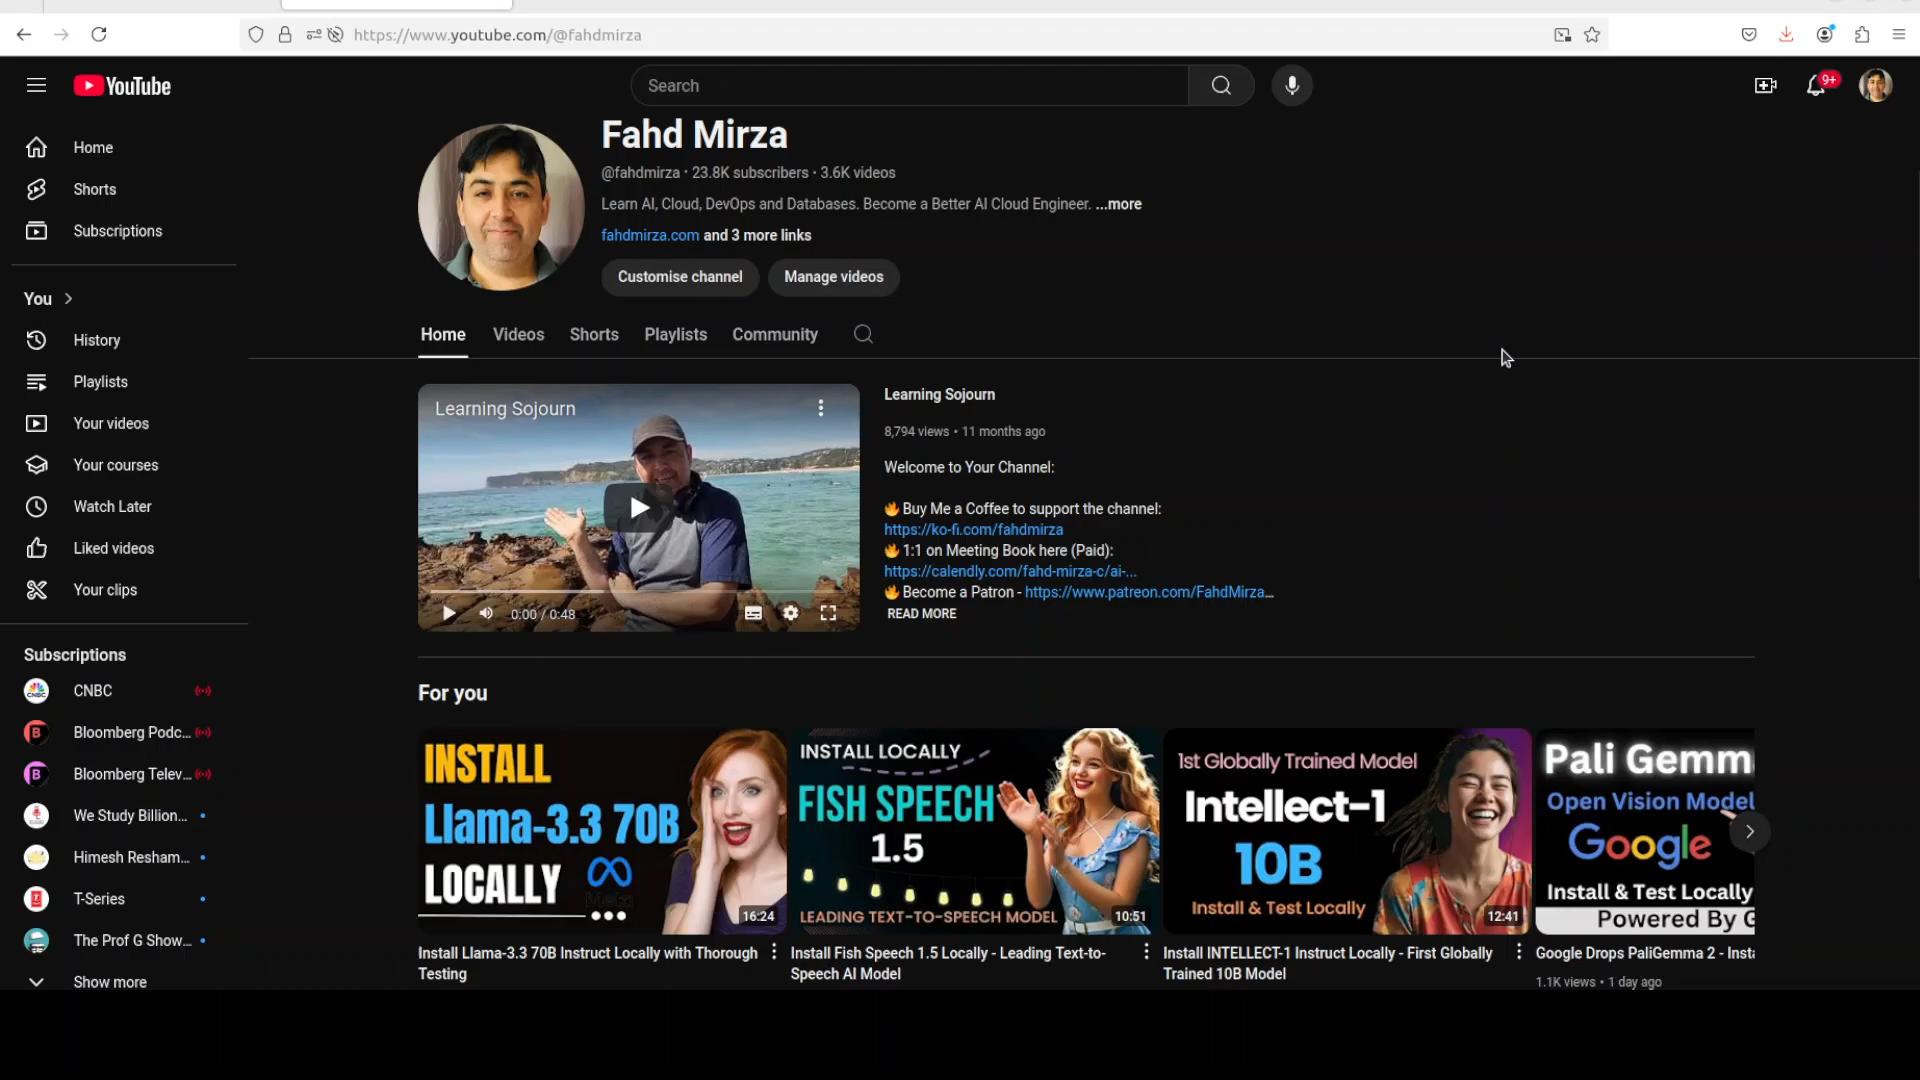 https://www.youtube.com/@fahdmirza
YouTube
Search
9+
Home
Shorts
Subscriptions
You
History
Playlists
Your videos
Your courses
Watch Later
Liked videos
Your clips
Subscriptions
CNBC
Bloomberg Podc...
Bloomberg Telev...
We Study Billion...
Himesh Resham...
T-Series
The Prof G Show...
Show more
Fahd Mirza
@fahdmirza • 23.8K subscribers • 3.6K videos
Learn AI, Cloud, DevOps and Databases. Become a Better AI Cloud Engineer. ...more
fahdmirza.com and 3 more links
Customise channel
Manage videos
Home
Videos
Shorts
Playlists
Community
Learning Sojourn
0:00 / 0:48
Learning Sojourn
8,794 views • 11 months ago
Welcome to Your Channel:
🔥 Buy Me a Coffee to support the channel:
https://ko-fi.com/fahdmirza
🔥 1:1 on Meeting Book here (Paid):
https://calendly.com/fahd-mirza-c/ai-...
🔥 Become a Patron - https://www.patreon.com/FahdMirza...
READ MORE
For you
INSTALL
Llama-3.3 70B
LOCALLY
16:24
Install Llama-3.3 70B Instruct Locally with Thorough
Testing
INSTALL LOCALLY
FISH SPEECH
1.5
LEADING TEXT-TO-SPEECH MODEL
10:51
Install Fish Speech 1.5 Locally - Leading Text-to-
Speech AI Model
1st Globally Trained Model
Intellect-1
10B
Install & Test Locally
12:41
Install INTELLECT-1 Instruct Locally - First Globally
Trained 10B Model
Pali Gemm
Open Vision Model
Google
Install & Test Locally
Powered By G
Google Drops PaliGemma 2 - Insta
1.1K views • 1 day ago